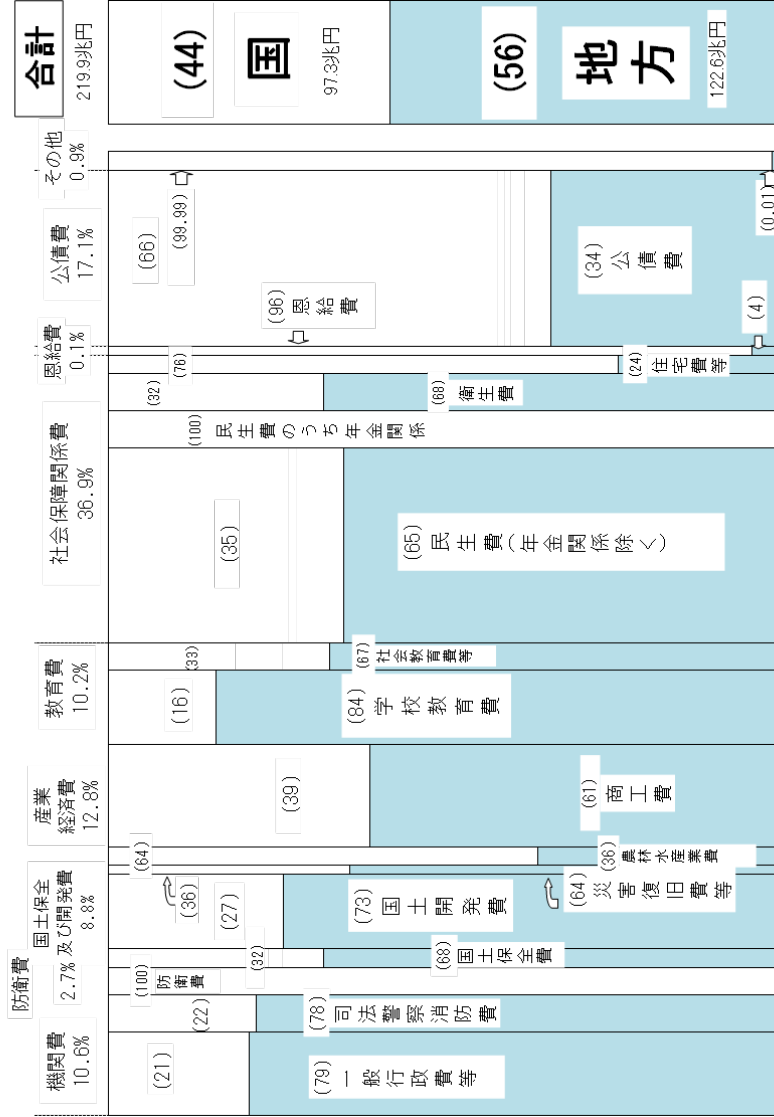 機関費
10.6%
防衛費
2.7%
国土保全
及び開発費
8.8%
産業
経済費
12.8%
教育費
10.2%
社会保障関係費
36.9%
恩給費
0.1%
公債費
17.1%
その他
0.9%
合計
219.9兆円
(21)
(79)
一般行政費等
(22)
(78)
司法警察消防費
(100)
防衛費
(32)
(68)
国土保全費
(27)
(73)
国土開発費
(36)
(64)
災害復旧費等
(64)
(36)
農林水産業費
(39)
(61)
商工費
(16)
(84)
学校教育費
(33)
(67)
社会教育費等
(35)
(65)
民生費(年金関係除く)
(100)
民生費のうち年金関係
(32)
(68)
衛生費
(76)
(24)
住宅費等
(96)
恩給費
(4)
(66)
(34)
公債費
(99.99)
(0.01)
(44)
国
97.3兆円
(56)
地方
122.6兆円